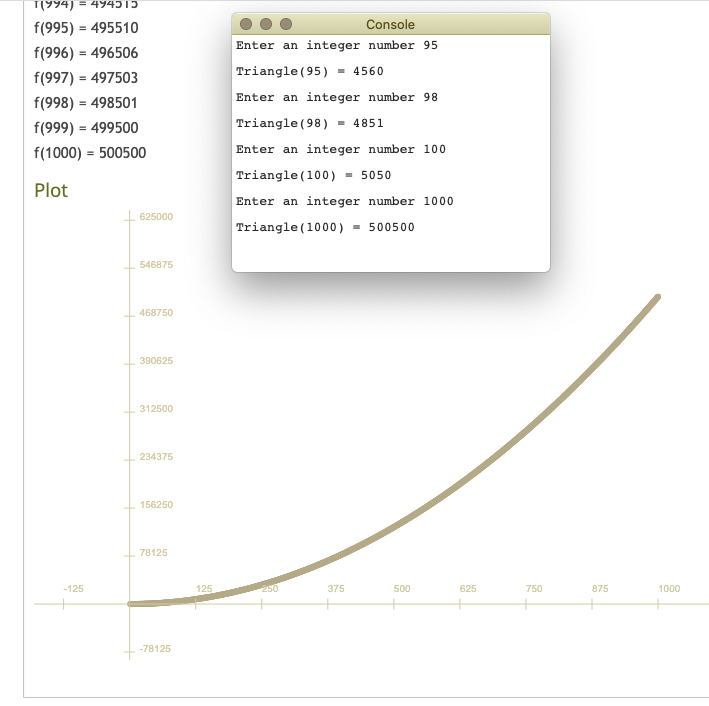 f(994) = 494515
f(995) = 495510
f(996) = 496506
f(997) = 497503
f(998) = 498501
f(999) = 499500
f(1000) = 500500
Console
Enter an integer number 95
Triangle(95) = 4560
Enter an integer number 98
Triangle(98) = 4851
Enter an integer number 100
Triangle(100) = 5050
Enter an integer number 1000
Triangle(1000) = 500500
Plot
625000
546875
468750
390625
312500
234375
156250
78125
-125 125 250 375 500 625 750 875 1000
-78125